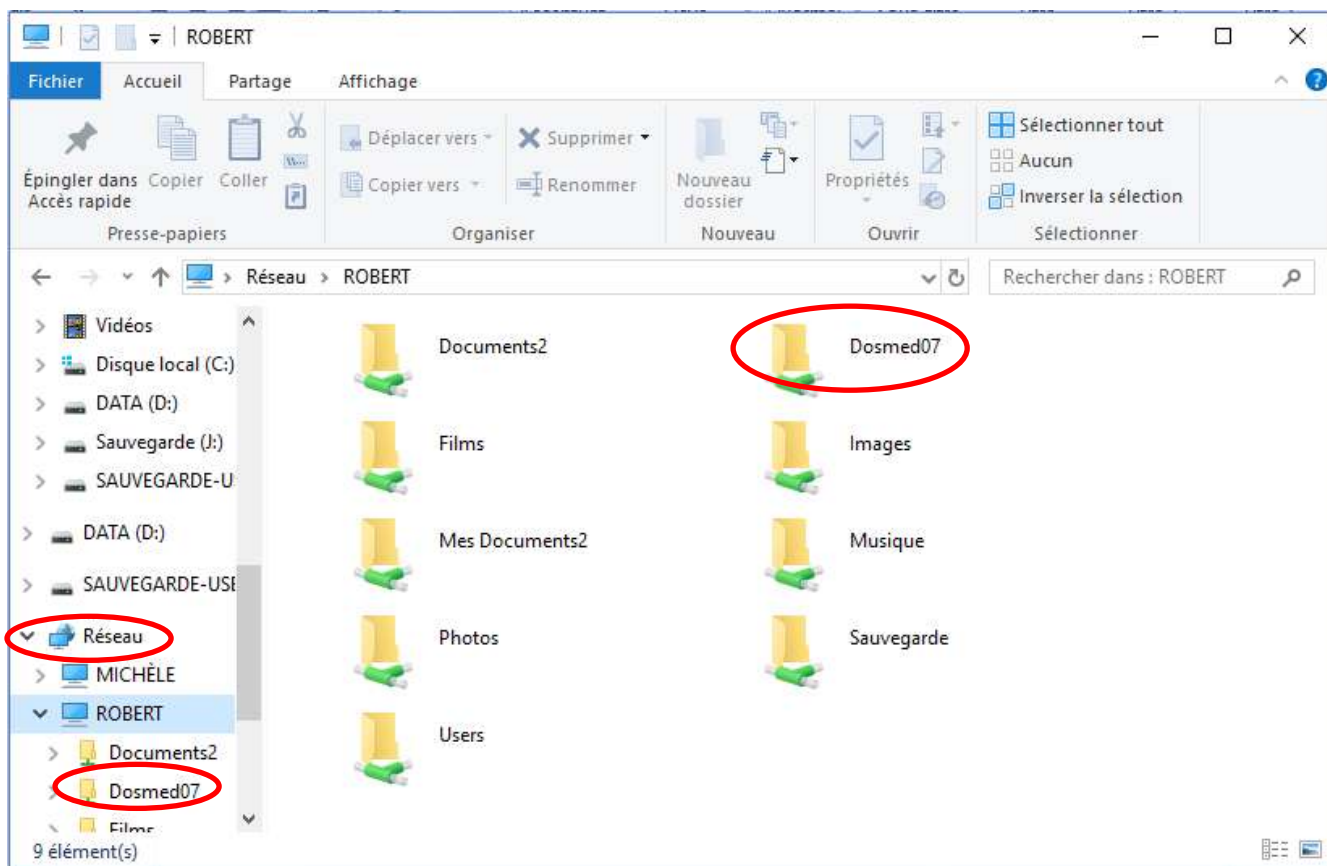 ROBERT
Fichier Accueil Partage Affichage
Épingler dans Accès rapide
Copier
Coller
Déplacer vers
Copier vers
Supprimer
Renommer
Nouveau dossier
Propriétés
Sélectionner tout
Aucun
Inverser la sélection
Presse-papiers Organiser Nouveau Ouvrir Sélectionner
Réseau ROBERT
Rechercher dans : ROBERT
Vidéos
Disque local (C:)
DATA (D:)
Sauvegarde (J:)
SAUVEGARDE-U
DATA (D:)
SAUVEGARDE-USB
Réseau
MICHÈLE
ROBERT
Documents2
Dosmed07
Films
Documents2 Dosmed07
Films Images
Mes Documents2 Musique
Photos Sauvegarde
Users
9 élément(s)